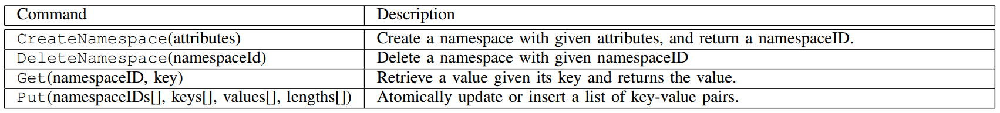 Command Description
CreateNamespace(attributes) Create a namespace with given attributes, and return a namespaceID.
DeleteNamespace(namespaceId) Delete a namespace with given namespaceID
Get(namespaceID, key) Retrieve a value given its key and returns the value.
Put(namespaceIDs[], keys[], values[], lengths[]) Atomically update or insert a list of key-value pairs.